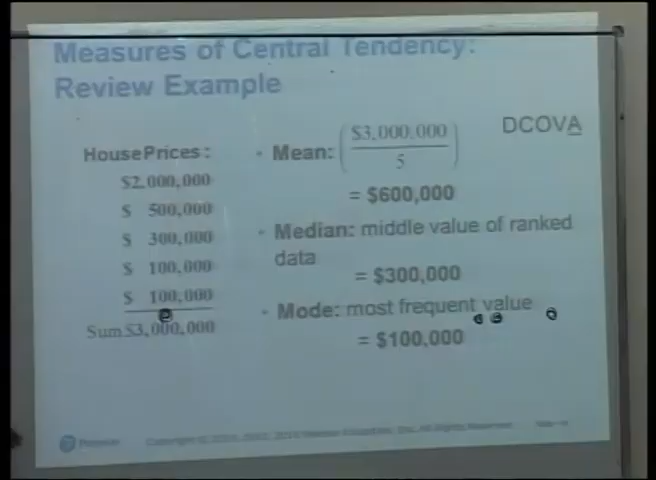 Measures of Central Tendency:
Review Example
DCOVA
House Prices:
$2,000,000
$ 500,000
$ 300,000
$ 100,000
$ 100,000
Sum $3,000,000
• Mean: ($3,000,000
5)
= $600,000
• Median: middle value of ranked
data
= $300,000
• Mode: most frequent value
= $100,000
Pearson